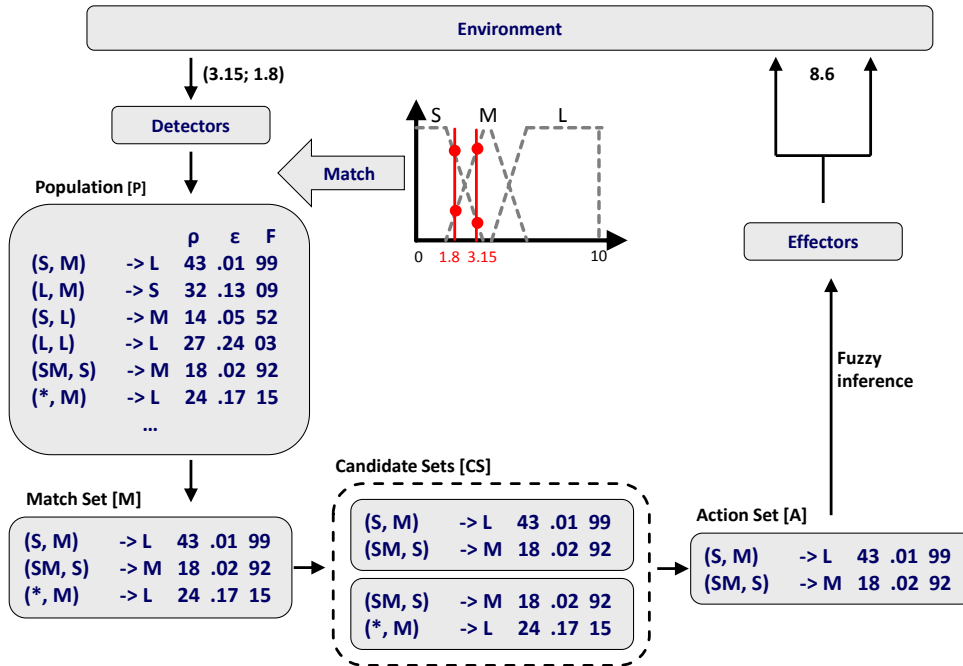 Environment
(3.15; 1.8)
8.6
Detectors
S M L
Match
0 1.8 3.15 10
Population [P]
ρ ε F
(S, M) -> L 43 .01 99
(L, M) -> S 32 .13 09
(S, L) -> M 14 .05 52
(L, L) -> L 27 .24 03
(SM, S) -> M 18 .02 92
(*, M) -> L 24 .17 15
...
Effectors
Fuzzy
inference
Match Set [M]
(S, M) -> L 43 .01 99
(SM, S) -> M 18 .02 92
(*, M) -> L 24 .17 15
Candidate Sets [CS]
(S, M) -> L 43 .01 99
(SM, S) -> M 18 .02 92
(SM, S) -> M 18 .02 92
(*, M) -> L 24 .17 15
Action Set [A]
(S, M) -> L 43 .01 99
(SM, S) -> M 18 .02 92